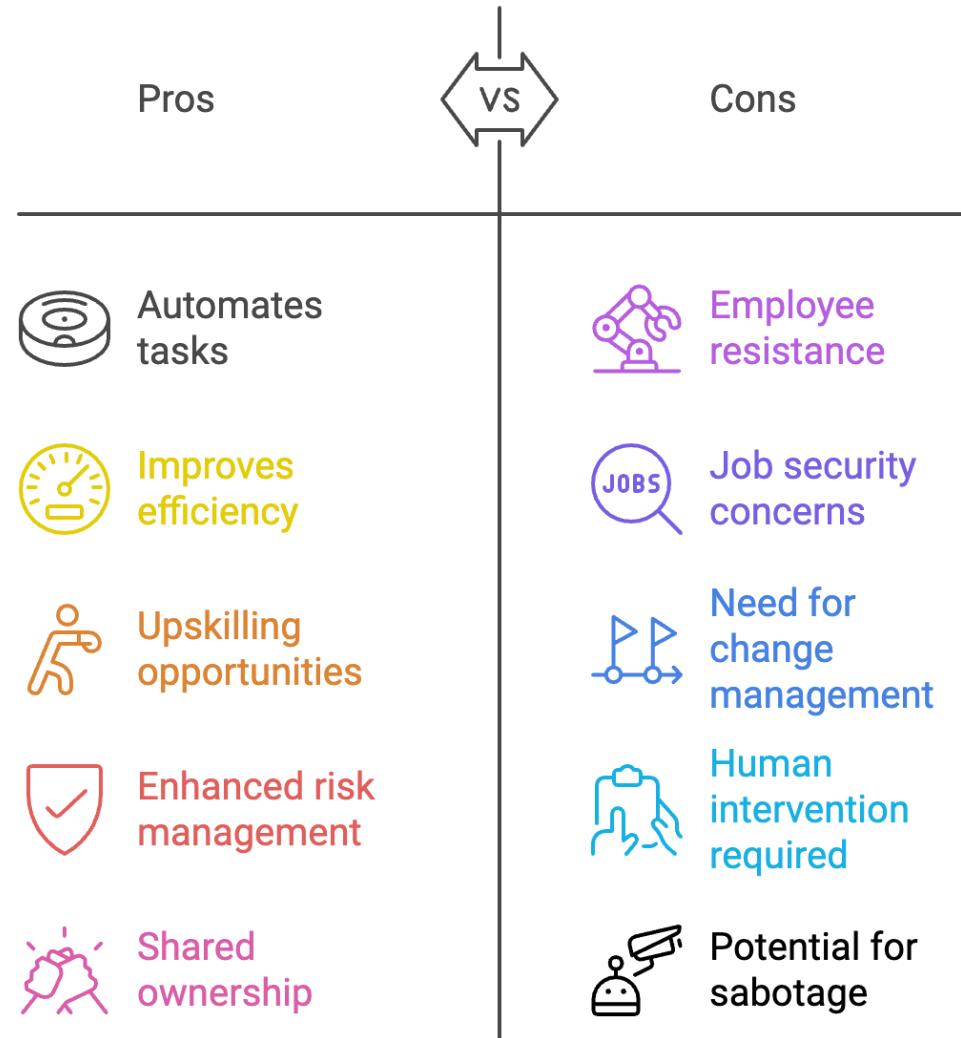 Pros
VS
Cons
Automates
tasks
Employee
resistance
Improves
efficiency
JOBS
Job security
concerns
Upskilling
opportunities
Need for
change
management
Enhanced risk
management
Human
intervention
required
Shared
ownership
Potential for
sabotage